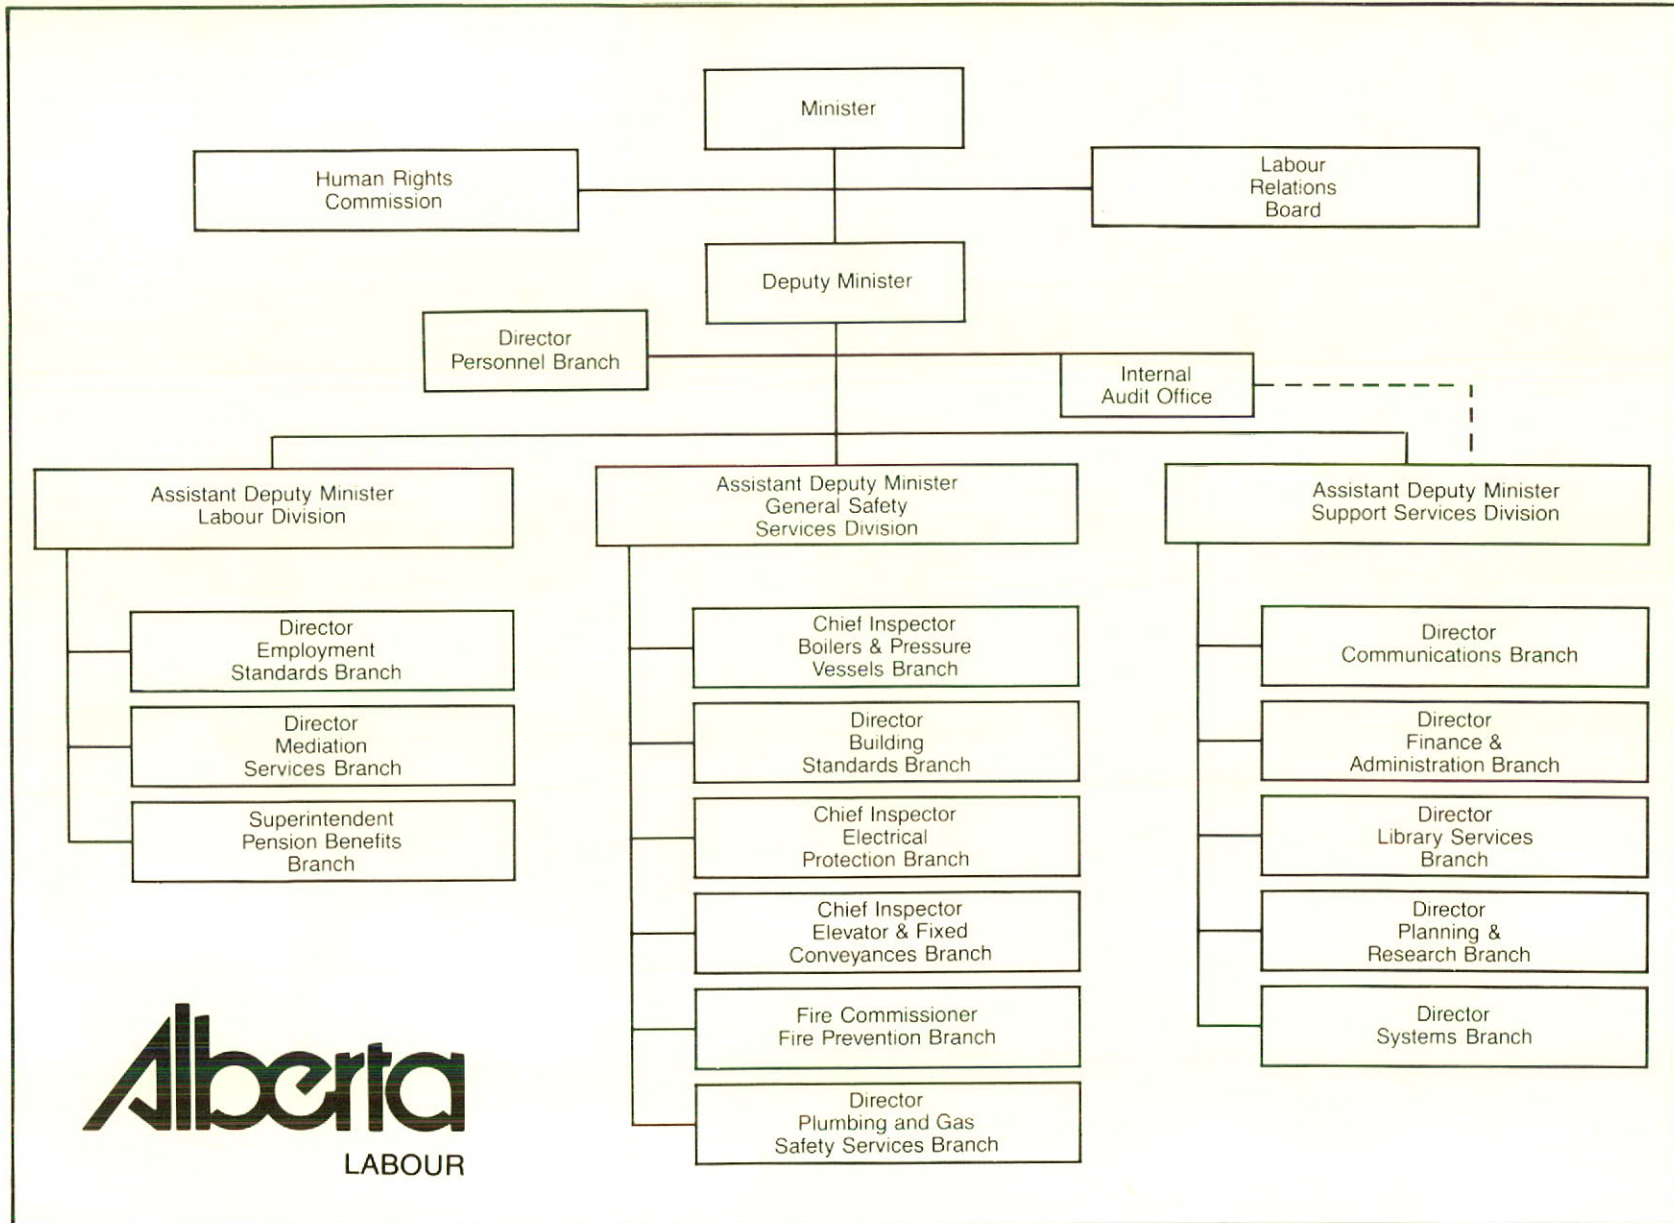 Minister
Human Rights
Commission
Labour
Relations
Board
Deputy Minister
Director
Personnel Branch
Internal
Audit Office
Assistant Deputy Minister
Labour Division
Assistant Deputy Minister
General Safety
Services Division
Assistant Deputy Minister
Support Services Division
Director
Employment
Standards Branch
Director
Mediation
Services Branch
Superintendent
Pension Benefits
Branch
Chief Inspector
Boilers & Pressure
Vessels Branch
Director
Building
Standards Branch
Chief Inspector
Electrical
Protection Branch
Chief Inspector
Elevator & Fixed
Conveyances Branch
Fire Commissioner
Fire Prevention Branch
Director
Plumbing and Gas
Safety Services Branch
Director
Communications Branch
Director
Finance &
Administration Branch
Director
Library Services
Branch
Director
Planning &
Research Branch
Director
Systems Branch
Alberta
LABOUR